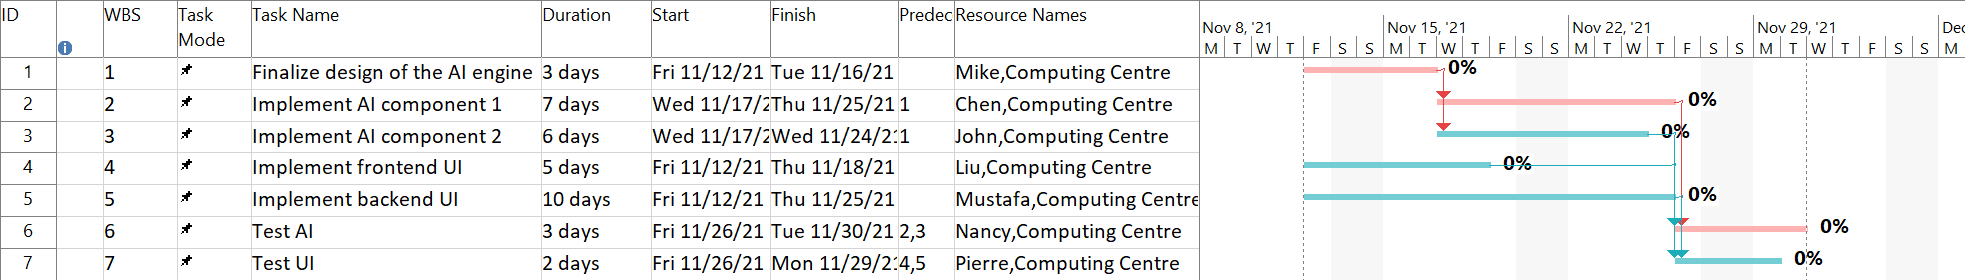 ID WBS Task Mode Task Name Duration Start Finish Predec Resource Names
1 1 Finalize design of the AI engine 3 days Fri 11/12/21 Tue 11/16/21 Mike,Computing Centre
2 2 Implement AI component 1 7 days Wed 11/17/2 Thu 11/25/21 1 Chen,Computing Centre
3 3 Implement AI component 2 6 days Wed 11/17/2 Wed 11/24/21 1 John,Computing Centre
4 4 Implement frontend UI 5 days Fri 11/12/21 Thu 11/18/21 Liu,Computing Centre
5 5 Implement backend UI 10 days Fri 11/12/21 Thu 11/25/21 Mustafa,Computing Centre
6 6 Test AI 3 days Fri 11/26/21 Tue 11/30/21 2,3 Nancy,Computing Centre
7 7 Test UI 2 days Fri 11/26/21 Mon 11/29/21 4,5 Pierre,Computing Centre
Nov 8, '21 Nov 15, '21 Nov 22, '21 Nov 29, '21 Dec
M T W T F S S M T W T F S S M T W T F S S M T W T F S S M
0%
0%
0%
0%
0%
0%
0%